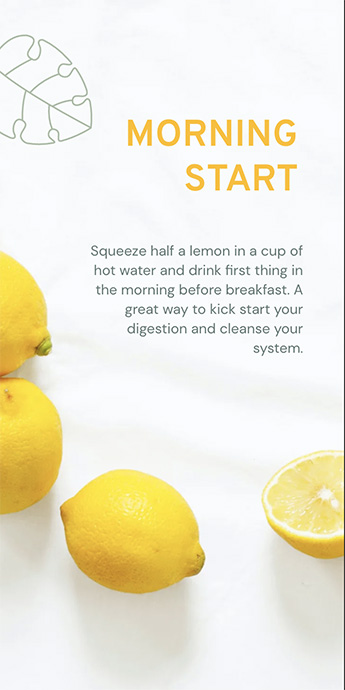 MORNING
START
Squeeze half a lemon in a cup of
hot water and drink first thing in
the morning before breakfast. A
great way to kick start your
digestion and cleanse your
system.